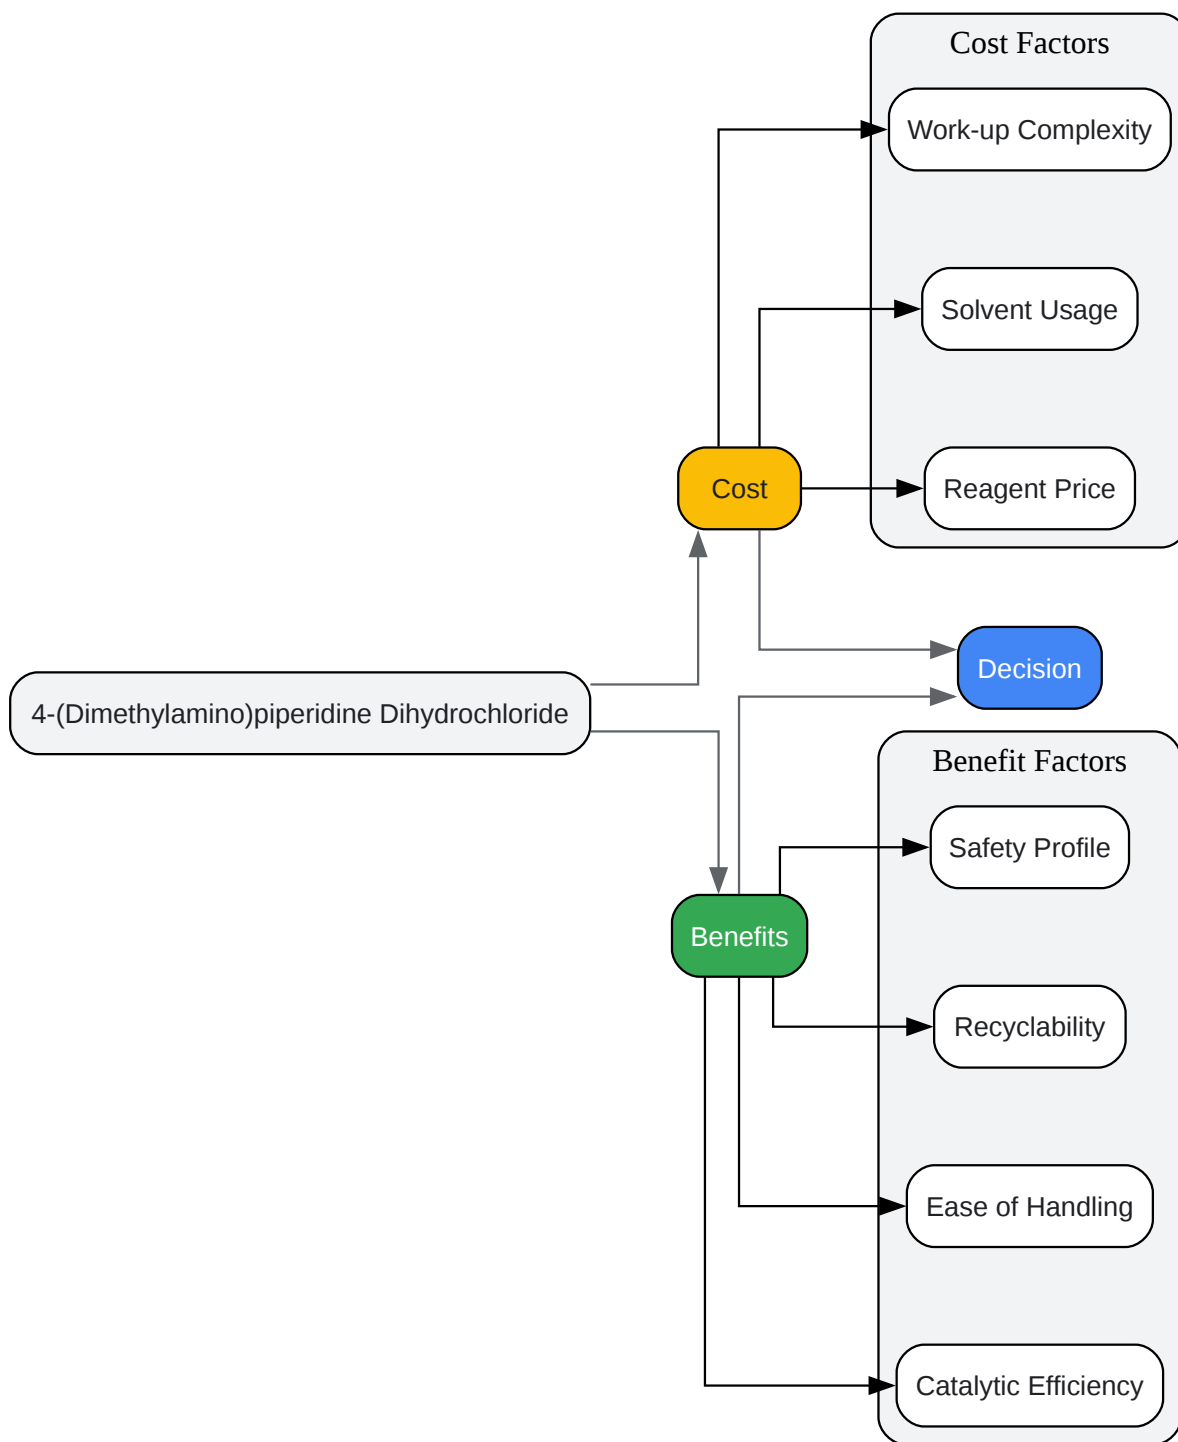 Cost Factors
Work-up Complexity
Solvent Usage
Cost
Reagent Price
Decision
4-(Dimethylamino)piperidine Dihydrochloride
Benefit Factors
Safety Profile
Benefits
Recyclability
Ease of Handling
Catalytic Efficiency